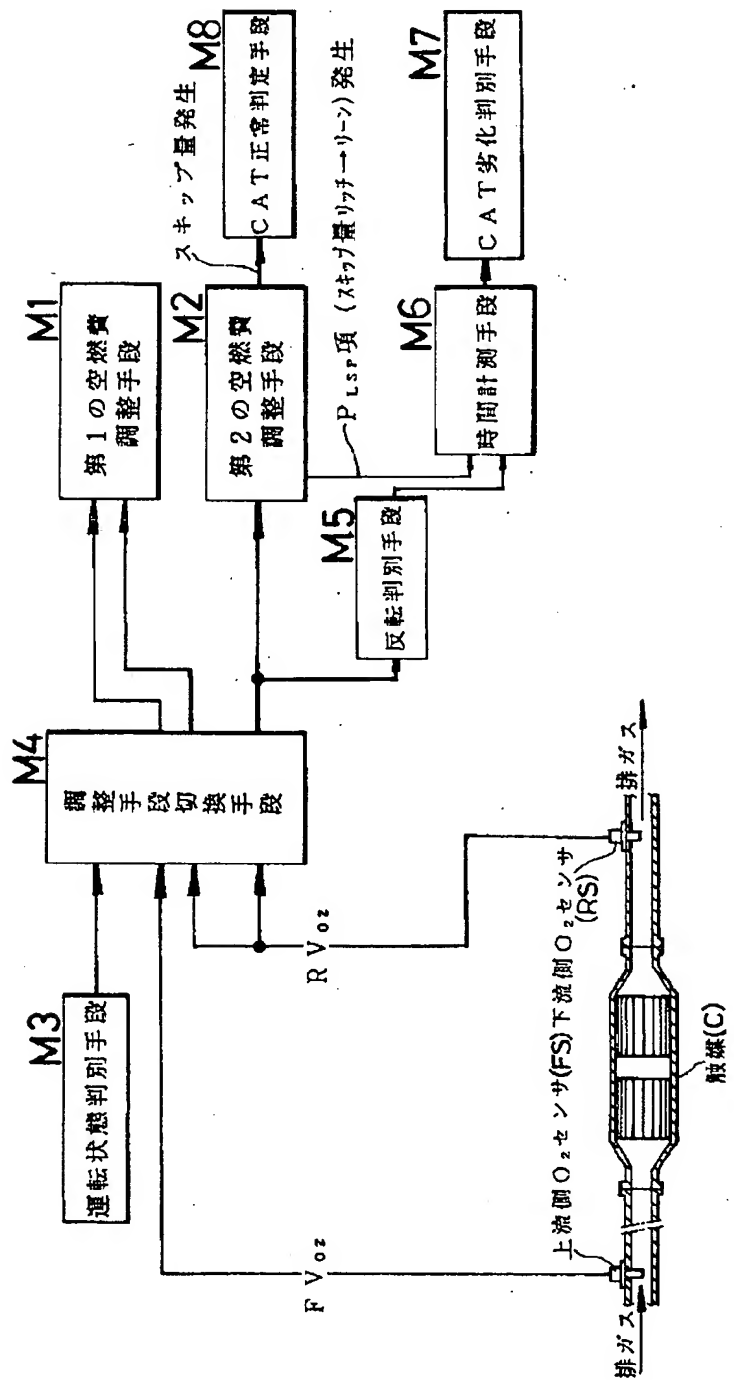 M3
運転状態判別手段
M4
調整手段切換手段
M1
第1の空燃費
調整手段
M2
第2の空燃費
調整手段
スキップ量発生
M8
CAT正常判定手段
PLSP項(スキップ量リッチ→リーン)発生
M5
反転判別手段
M6
時間計測手段
M7
CAT劣化判別手段
FVO2
RVO2
上流側O₂センサ(FS)
下流側O₂センサ
(RS)
排ガス
排ガス
触媒(C)